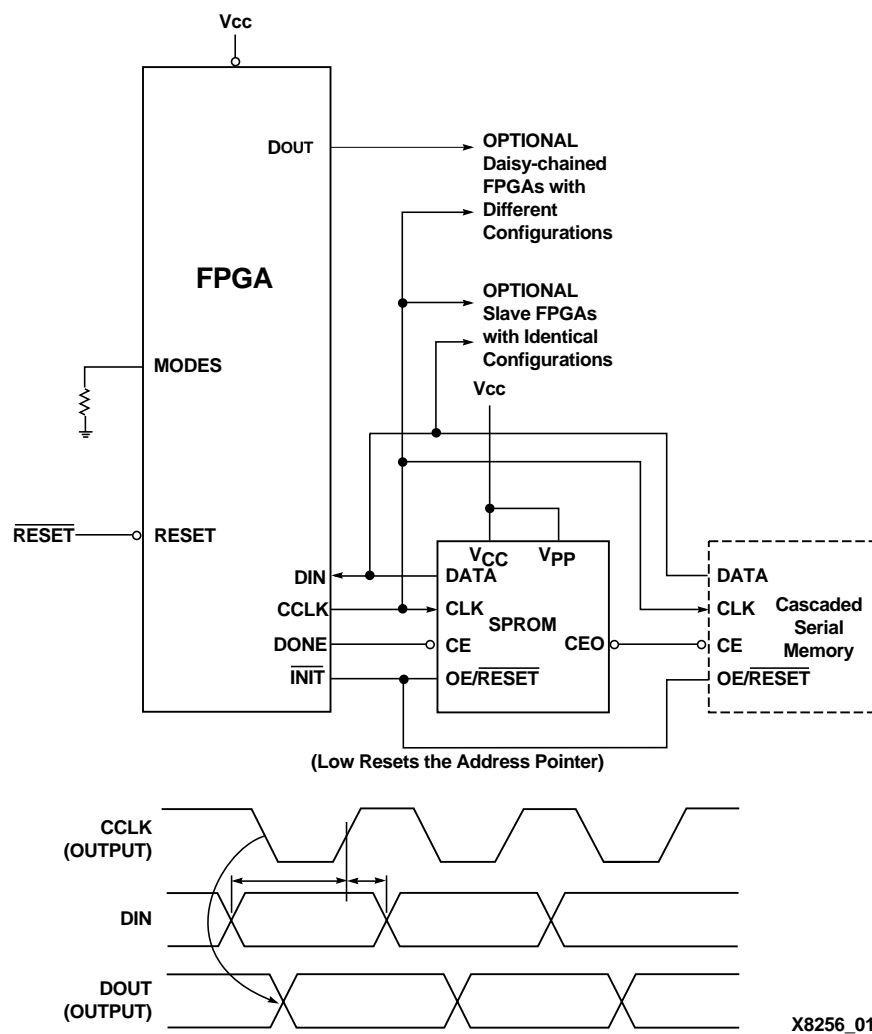 Vcc
DOUT
OPTIONAL
Daisy-chained
FPGAs with
Different
Configurations
FPGA
OPTIONAL
Slave FPGAs
with Identical
Configurations
MODES
Vcc
RESET
RESET
VCC
VPP
DIN
DATA
DATA
CCLK
CLK
CLK
SPROM
Cascaded
Serial
Memory
DONE
CE
CEO
CE
INIT
OE/RESET
OE/RESET
(Low Resets the Address Pointer)
CCLK
(OUTPUT)
DIN
DOUT
(OUTPUT)
X8256_01